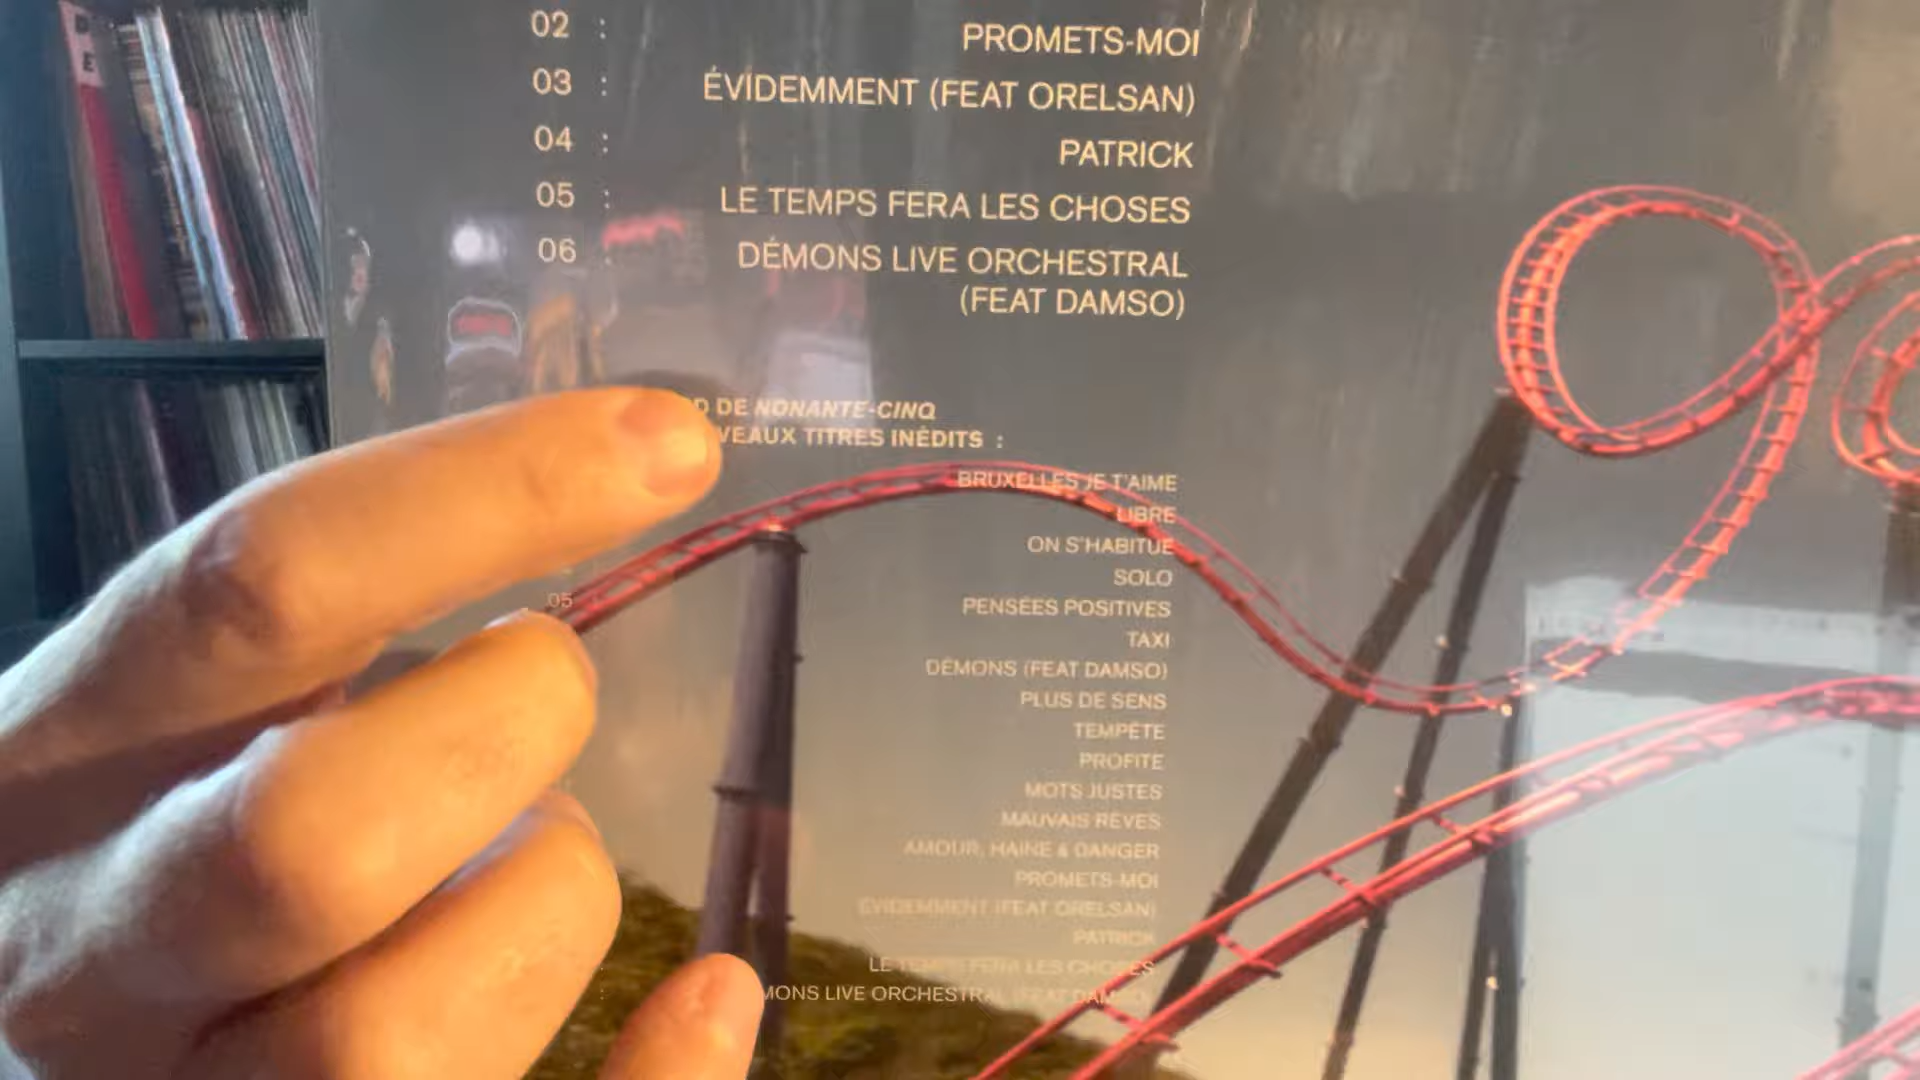 02 : PROMETS-MOI
03 : ÉVIDEMMENT (FEAT ORELSAN)
04 : PATRICK
05 : LE TEMPS FERA LES CHOSES
06 : DÉMONS LIVE ORCHESTRAL
(FEAT DAMSO)
DE NONANTE-CINQ
TITRES INÉDITS :
BRUXELLES JE T'AIME
LIBRE
ON S'HABITUE
SOLO
05 PENSÉES POSITIVES
TAXI
DÉMONS (FEAT DAMSO)
PLUS DE SENS
TEMPÊTE
PROFITE
MOTS JUSTES
MAUVAIS RÊVES
AMOUR, HAINE & DANGER
PROMETS-MOI
ÉVIDEMMENT (FEAT ORELSAN)
PATRICK
LE TEMPS FERA LES CHOSES
LIVE ORCHESTRAL (FEAT DAMSO)